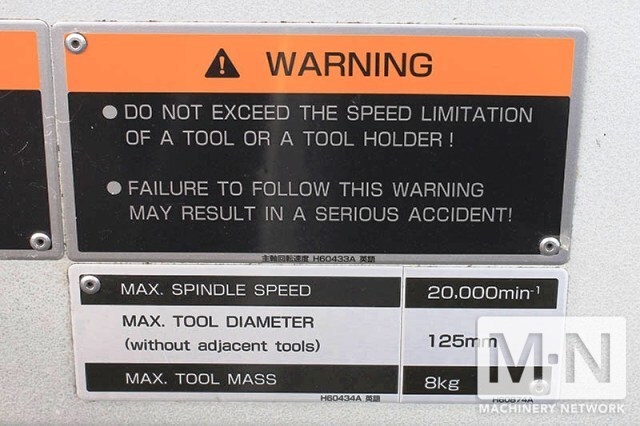 WARNING
● DO NOT EXCEED THE SPEED LIMITATION
OF A TOOL OR A TOOL HOLDER !
● FAILURE TO FOLLOW THIS WARNING
MAY RESULT IN A SERIOUS ACCIDENT!
主軸回転速度 H60433A 英語
MAX. SPINDLE SPEED 20,000min⁻¹
MAX. TOOL DIAMETER
(without adjacent tools) 125mm
MAX. TOOL MASS 8kg
H60434A 英語 H60874A
M·N
MACHINERY NETWORK